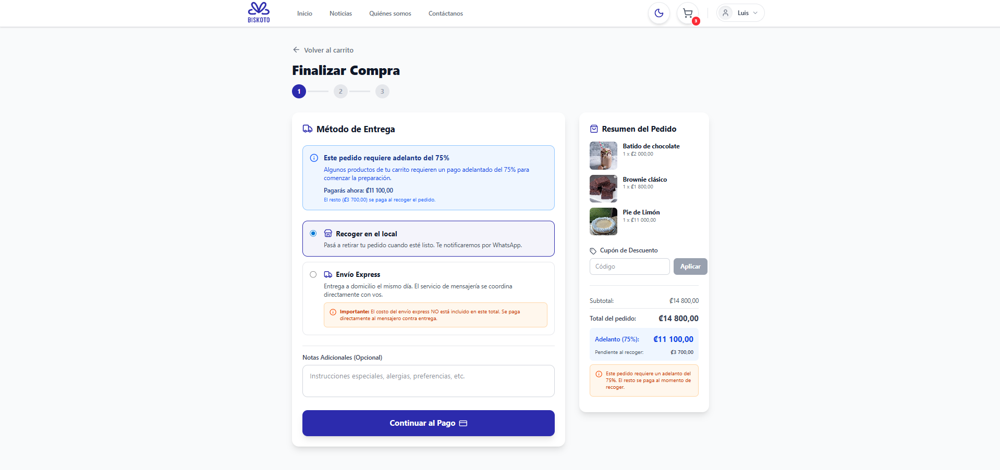 BISKOTO
Inicio
Noticias
Quiénes somos
Contáctanos
3
Luis
Volver al carrito
Finalizar Compra
1
2
3
Método de Entrega
Este pedido requiere adelanto del 75%
Algunos productos de tu carrito requieren un pago adelantado del 75% para
comenzar la preparación.
Pagarás ahora: ₡11 100,00
El resto (₡3 700,00) se paga al recoger el pedido.
Recoger en el local
Pasá a retirar tu pedido cuando esté listo. Te notificaremos por WhatsApp.
Envío Express
Entrega a domicilio el mismo día. El servicio de mensajería se coordina
directamente con vos.
Importante: El costo del envío express NO está incluido en este total. Se paga
directamente al mensajero contra entrega.
Notas Adicionales (Opcional)
Instrucciones especiales, alergias, preferencias, etc.
Continuar al Pago
Resumen del Pedido
Batido de chocolate
1 x ₡2 000,00
Brownie clásico
1 x ₡1 800,00
Pie de Limón
1 x ₡11 000,00
Cupón de Descuento
Código
Aplicar
Subtotal: ₡14 800,00
Total del pedido: ₡14 800,00
Adelanto (75%): ₡11 100,00
Pendiente al recoger: ₡3 700,00
Este pedido requiere un adelanto del
75%. El resto se paga al momento de
recoger.